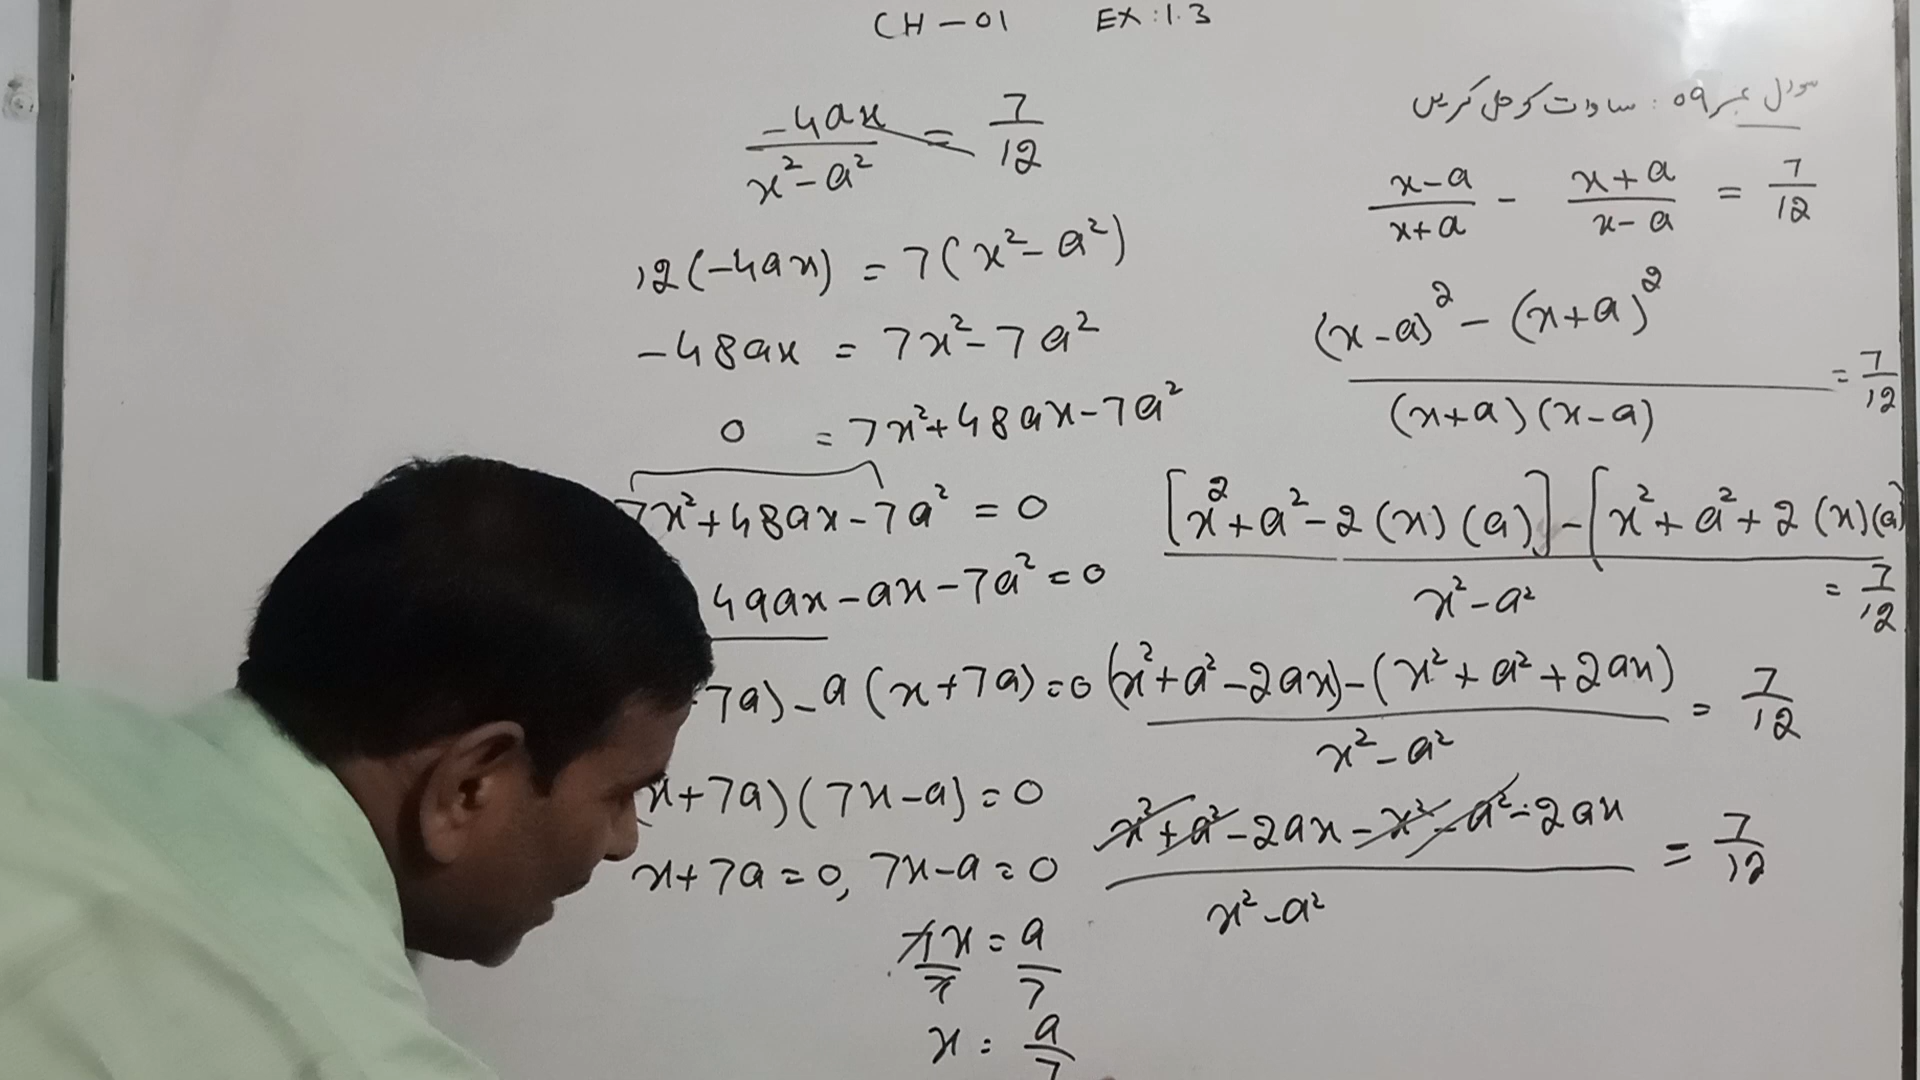 CH-01 EX:1.3
سوال نمبر 09: مساوات کو حل کریں
x-a/x+a - x+a/x-a = 7/12
(x-a)² - (x+a)² / (x+a)(x-a) = 7/12
[x²+a²-2(x)(a)]-[x²+a²+2(x)(a) / x²-a² = 7/12
(x²+a²-2ax)-(x²+a²+2ax) / x²-a² = 7/12
x²+a²-2ax-x²-a²-2ax / x²-a² = 7/12
-4ax/x²-a² = 7/12
12(-4ax) = 7(x²-a²)
-48ax = 7x²-7a²
0 = 7x²+48ax-7a²
7x²+48ax-7a² = 0
49ax-ax-7a²=0
7a)-a(x+7a)=0
x+7a)(7x-a)=0
x+7a=0, 7x-a=0
7x/7 = a/7
x = a/7